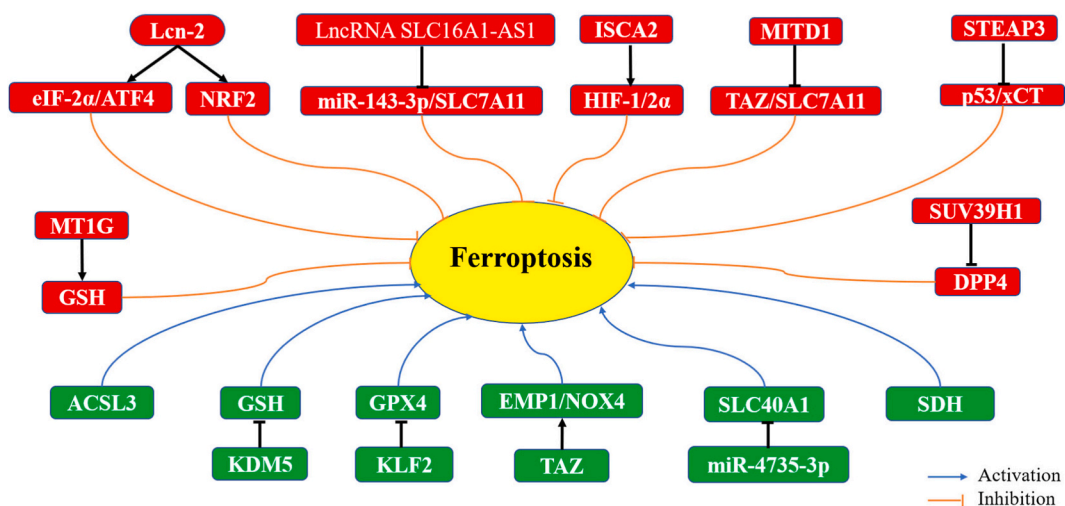 Lcn-2
LncRNA SLC16A1-AS1
ISCA2
MITD1
STEAP3
eIF-2α/ATF4
NRF2
miR-143-3p/SLC7A11
HIF-1/2α
TAZ/SLC7A11
p53/xCT
MT1G
SUV39H1
Ferroptosis
GSH
DPP4
ACSL3
GSH
GPX4
EMP1/NOX4
SLC40A1
SDH
KDM5
KLF2
TAZ
miR-4735-3p
Activation
Inhibition